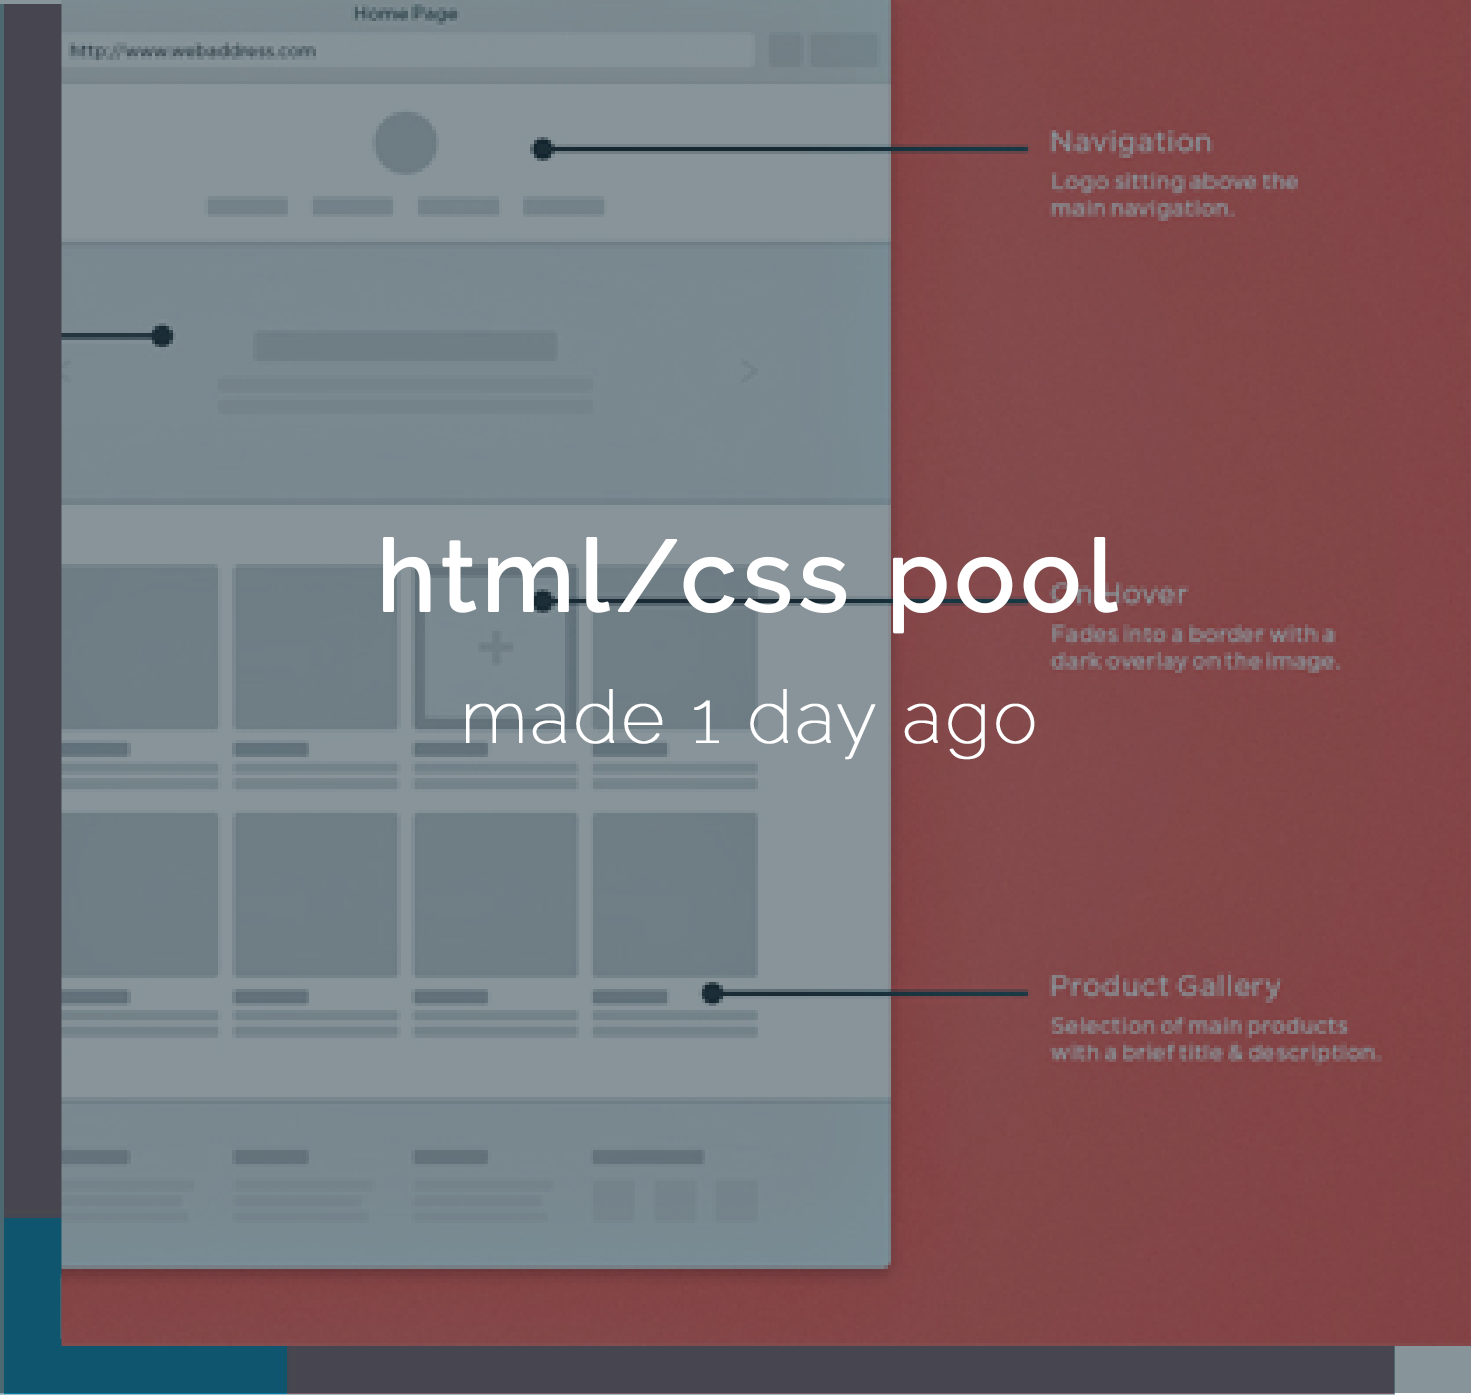 Home Page
http://www.webaddress.com
Navigation
Logo sitting above the
main navigation.
html/css pool
On Hover
Fades into a border with a
dark overlay on the image.
made 1 day ago
Product Gallery
Selection of main products
with a brief title & description.